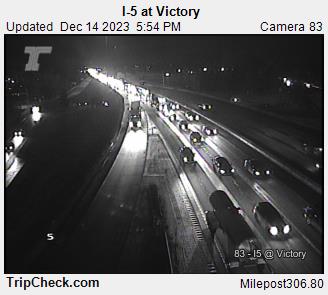 I-5 at Victory
Updated Dec 14 2023 5:54 PM Camera 83
T
S
83 - I5 @ Victory
TripCheck.com Milepost306.80